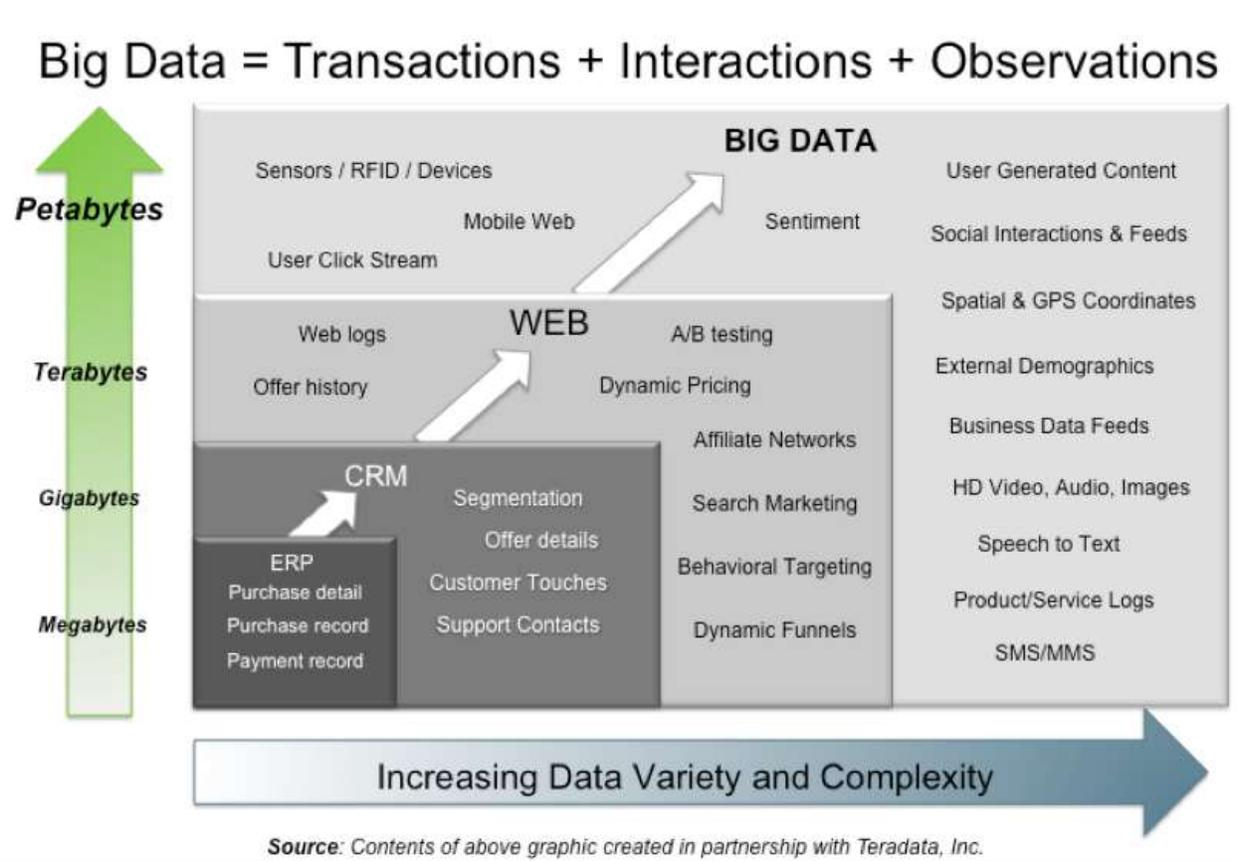 Big Data = Transactions + Interactions + Observations
BIG DATA
Sensors / RFID / Devices
User Generated Content
Petabytes
Mobile Web
Sentiment
Social Interactions & Feeds
User Click Stream
Spatial & GPS Coordinates
WEB
Web logs
A/B testing
Terabytes
External Demographics
Offer history
Dynamic Pricing
Business Data Feeds
Affiliate Networks
CRM
HD Video, Audio, Images
Gigabytes
Segmentation
Search Marketing
Offer details
Speech to Text
ERP
Behavioral Targeting
Customer Touches
Purchase detail
Product/Service Logs
Megabytes
Purchase record
Support Contacts
Dynamic Funnels
SMS/MMS
Payment record
Increasing Data Variety and Complexity
Source: Contents of above graphic created in partnership with Teradata, Inc.